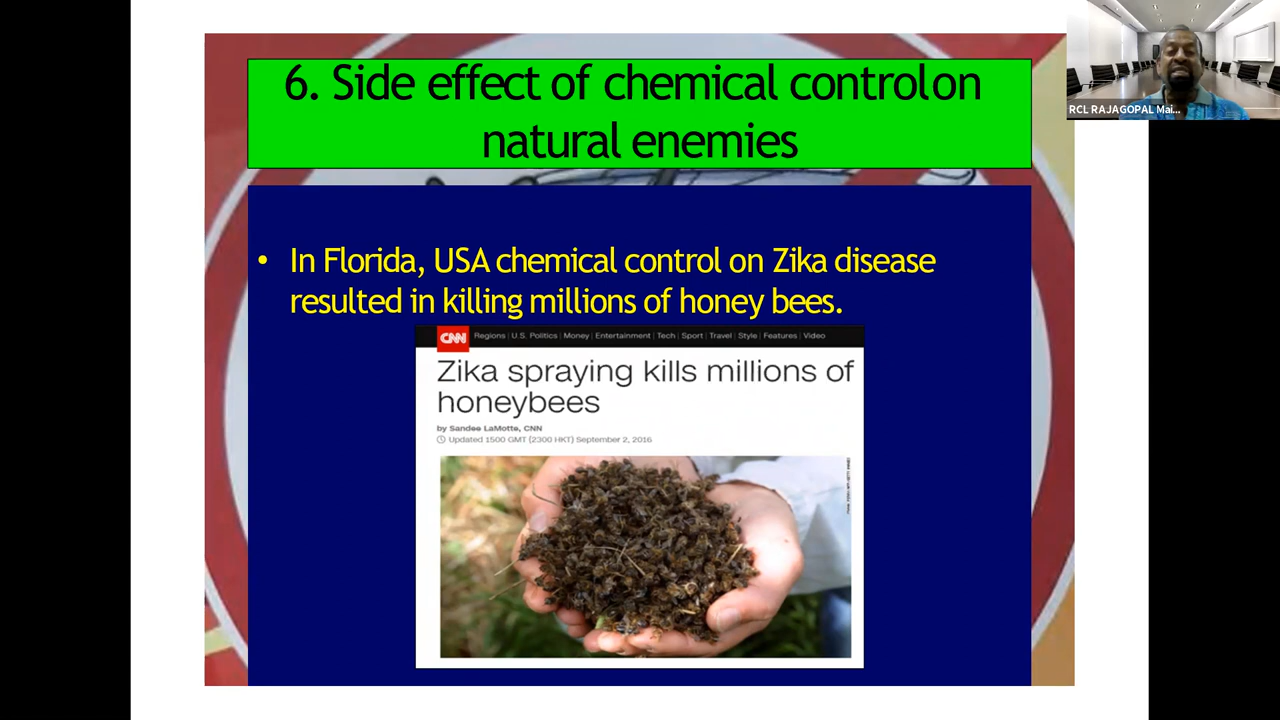 6. Side effect of chemical control on
natural enemies
RCL RAJAGOPAL Mai...
• In Florida, USA chemical control on Zika disease
resulted in killing millions of honey bees.
CNN Regions | U.S. Politics | Money | Entertainment | Tech | Sport | Travel | Style | Features | Video
Zika spraying kills millions of
honeybees
by Sandee LaMotte, CNN
Updated 1500 GMT (2300 HKT) September 2, 2016